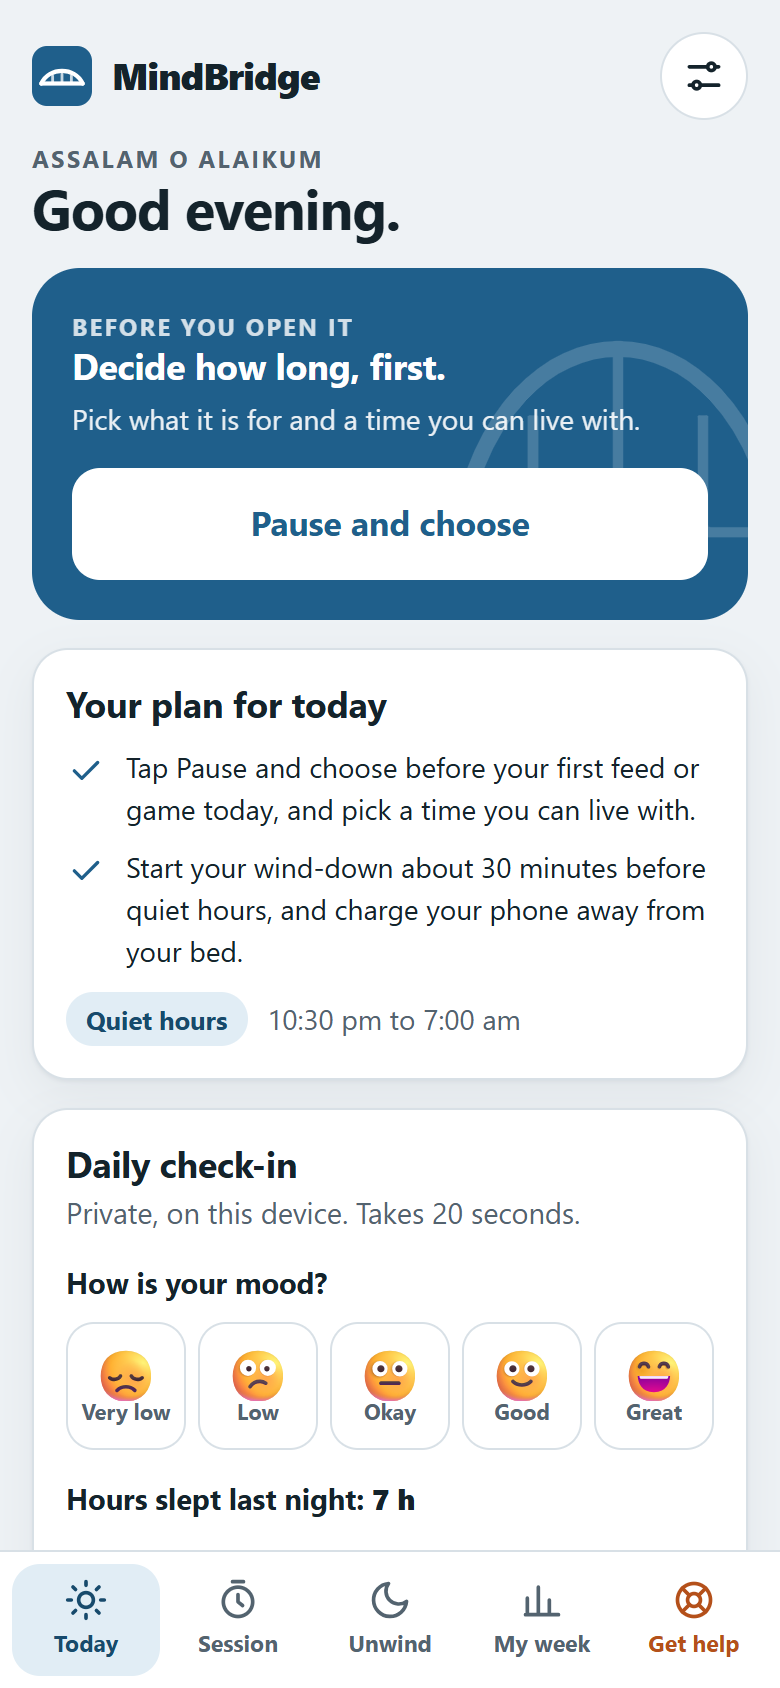 MindBridge
ASSALAM O ALAIKUM
Good evening.
BEFORE YOU OPEN IT
Decide how long, first.
Pick what it is for and a time you can live with.
Pause and choose
Your plan for today
Tap Pause and choose before your first feed or
game today, and pick a time you can live with.
Start your wind-down about 30 minutes before
quiet hours, and charge your phone away from
your bed.
Quiet hours 10:30 pm to 7:00 am
Daily check-in
Private, on this device. Takes 20 seconds.
How is your mood?
Very low Low Okay Good Great
Hours slept last night: 7 h
Today Session Unwind My week Get help